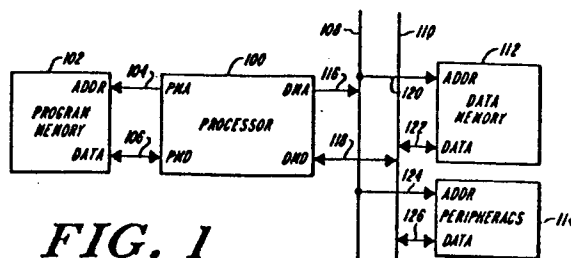 108 110
102 104 100 116 112
ADDR PMA DMA ADDR
PROGRAM MEMORY PROCESSOR 120 DATA MEMORY
106 118 122
DATA PMD DMD DATA
124
ADDR
PERIPHERACS
126
DATA
FIG. 1